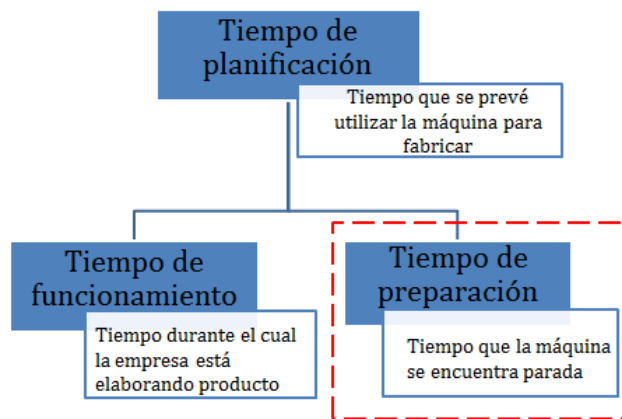 Tiempo de
planificación
Tiempo que se prevé
utilizar la máquina para
fabricar
Tiempo de
funcionamiento
Tiempo durante el cual
la empresa está
elaborando producto
Tiempo de
preparación
Tiempo que la máquina
se encuentra parada